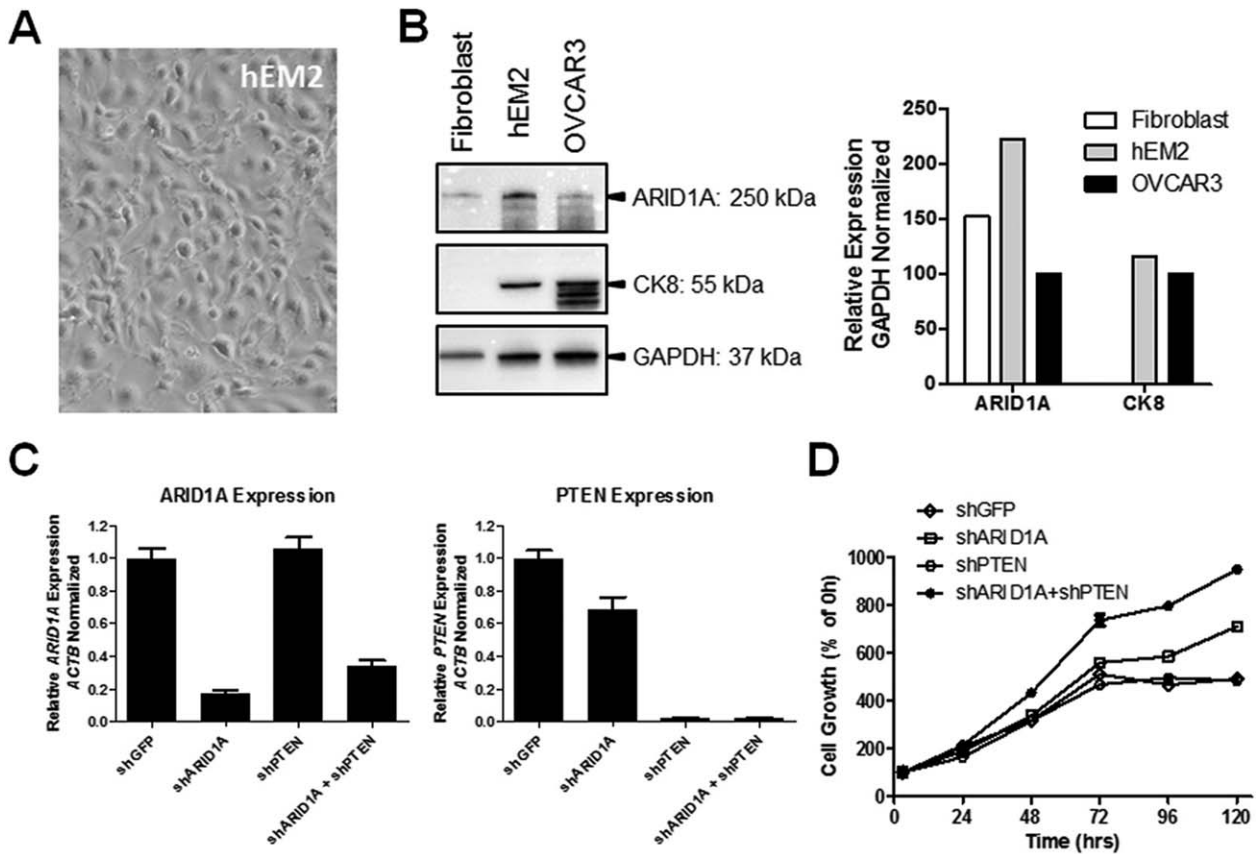 A
hEM2
B
Fibroblast
hEM2
OVCAR3
ARID1A: 250 kDa
CK8: 55 kDa
GAPDH: 37 kDa
Relative Expression
GAPDH Normalized
250
200
150
100
50
0
Fibroblast
hEM2
OVCAR3
ARID1A
CK8
C
ARID1A Expression
Relative ARID1A Expression
ACTB Normalized
1.2
1.0
0.8
0.6
0.4
0.2
0.0
shGFP
shARID1A
shPTEN
shARID1A + shPTEN
PTEN Expression
Relative PTEN Expression
ACTB Normalized
1.2
1.0
0.8
0.6
0.4
0.2
0.0
shGFP
shARID1A
shPTEN
shARID1A + shPTEN
D
shGFP
shARID1A
shPTEN
shARID1A+shPTEN
Cell Growth (% of 0h)
1000
800
600
400
200
0
0 24 48 72 96 120
Time (hrs)